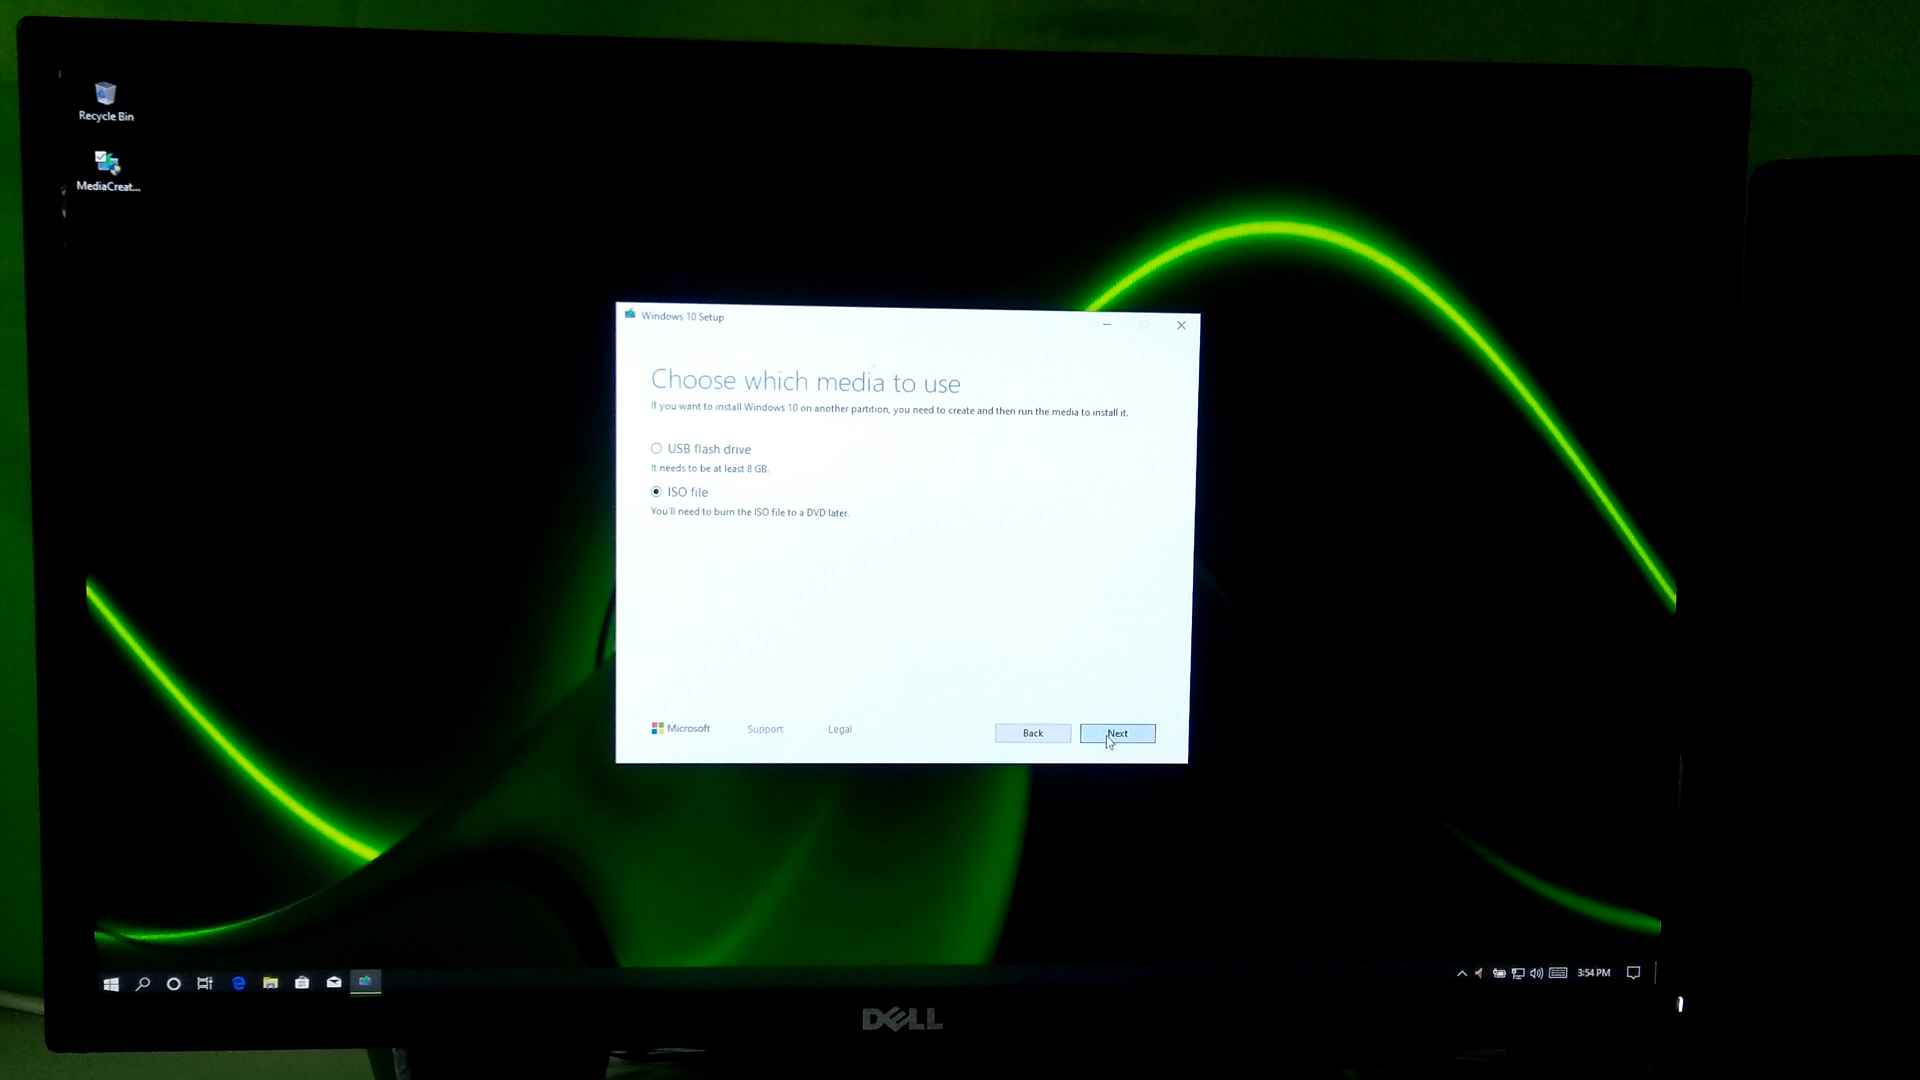 Recycle Bin
MediaCreat...
Windows 10 Setup
Choose which media to use
If you want to install Windows 10 on another partition, you need to create and then run the media to install it.
USB flash drive
It needs to be at least 8 GB.
ISO file
You'll need to burn the ISO file to a DVD later.
Microsoft
Support
Legal
Back
Next
3:54 PM
DELL